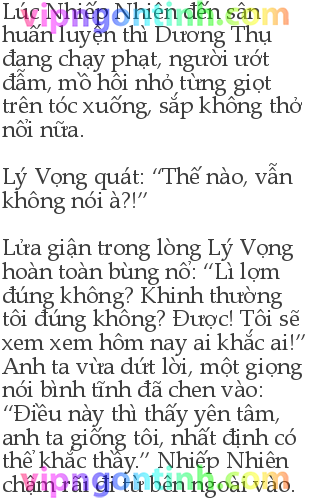 Lúc Nhiếp Nhiên đến sân
huấn luyện thì Dương Thụ
đang chạy phạt, người ướt
đẫm, mồ hôi nhỏ từng giọt
trên tóc xuống, sắp không thở
nổi nữa.
Lý Vọng quát: “Thế nào, vẫn
không nói à?!”
Lửa giận trong lòng Lý Vọng
hoàn toàn bùng nổ: “Lì lợm
đúng không? Khinh thường
tôi đúng không? Được! Tôi sẽ
xem xem hôm nay ai khắc ai!”
Anh ta vừa dứt lời, một giọng
nói bình tĩnh đã chen vào:
“Điều này thì thầy yên tâm,
anh ta giống tôi, nhất định có
thể khắc thầy.” Nhiếp Nhiên
chậm rãi đi từ bên ngoài vào.
vipngontinh.com
vipngontinh.com